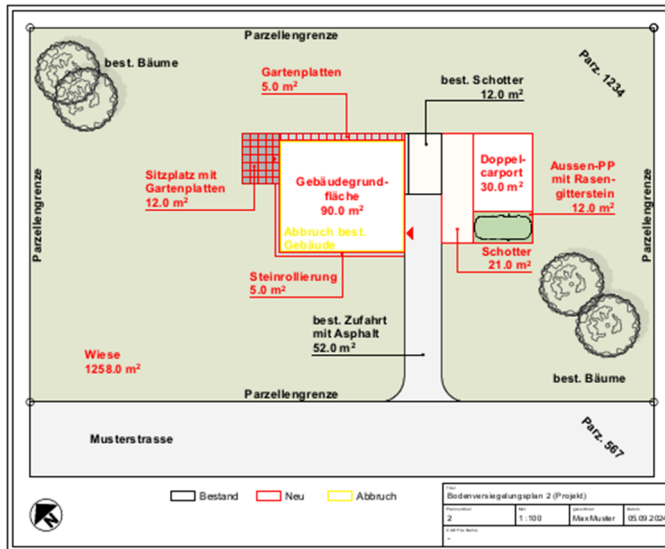 Parzellengrenze
best. Bäume
Parz. 1234
Gartenplatten
5.0 m²
best. Schotter
12.0 m²
Parzellengrenze
Parzellengrenze
Sitzplatz mit
Gartenplatten
12.0 m²
Gebäudegrund-
fläche
90.0 m²
Abbruch best.
Gebäude
Doppel-
carport
30.0 m²
Aussen-PP
mit Rasen-
gitterstein
12.0 m²
Steinrollierung
5.0 m²
Schotter
21.0 m²
best. Zufahrt
mit Asphalt
52.0 m²
Wiese
1258.0 m²
best. Bäume
Parzellengrenze
Musterstrasse
Parz. 567
Bestand
Neu
Abbruch
N
Titel
Bodenversiegelungsplan 2 (Projekt)
2
1 : 100
Max Muster
05.09.2024
-